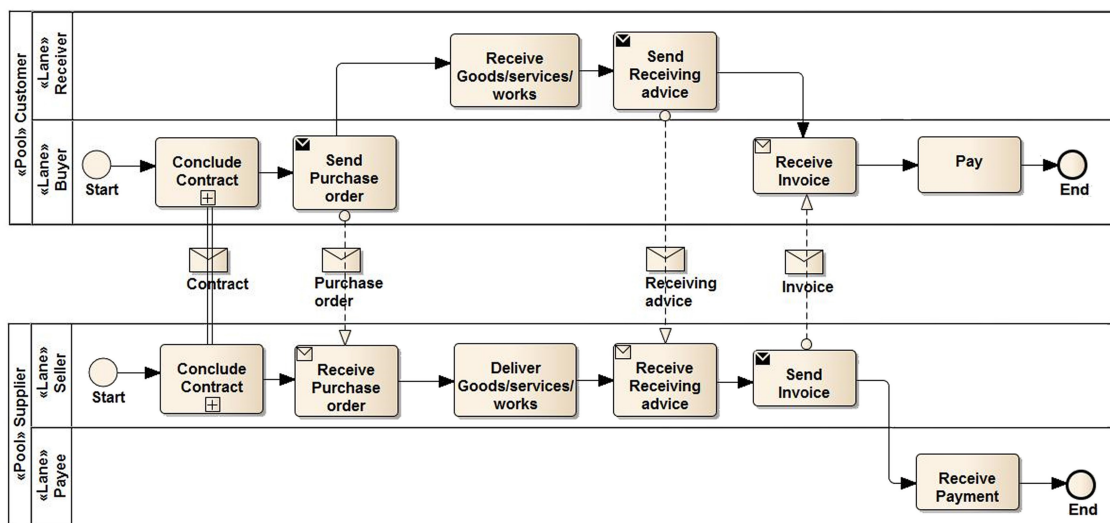 «Pool» Customer
«Lane»
Receiver
Receive
Goods/services/
works
Send
Receiving
advice
«Lane»
Buyer
Start
Conclude
Contract
Send
Purchase
order
Receive
Invoice
Pay
End
Contract
Purchase
order
Receiving
advice
Invoice
«Pool» Supplier
«Lane»
Seller
Start
Conclude
Contract
Receive
Purchase
order
Deliver
Goods/services/
works
Receive
Receiving
advice
Send
Invoice
«Lane»
Payee
Receive
Payment
End